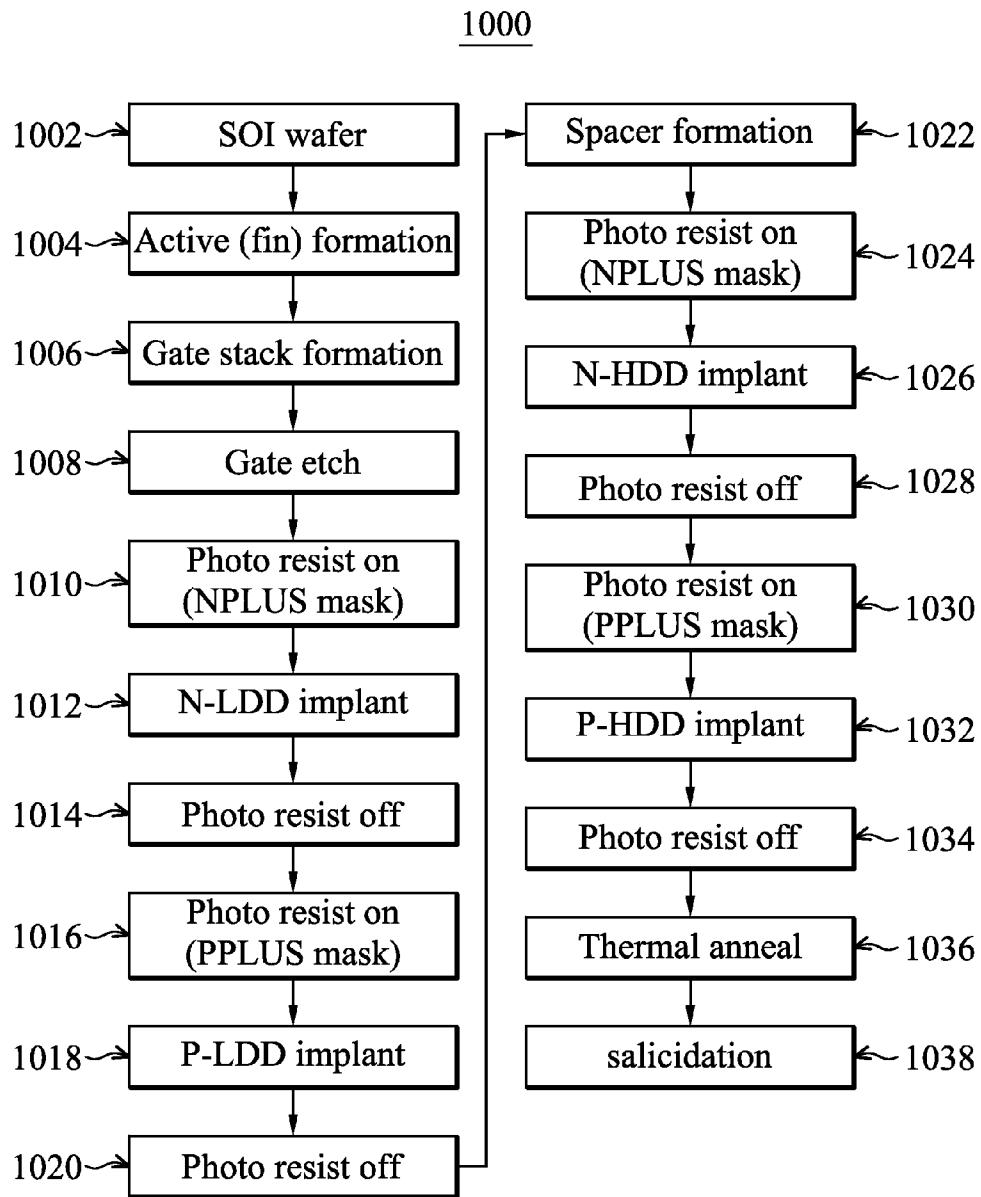 1000
1002
SOI wafer
1004
Active (fin) formation
1006
Gate stack formation
1008
Gate etch
1010
Photo resist on
(NPLUS mask)
1012
N-LDD implant
1014
Photo resist off
1016
Photo resist on
(PPLUS mask)
1018
P-LDD implant
1020
Photo resist off
Spacer formation
1022
Photo resist on
(NPLUS mask)
1024
N-HDD implant
1026
Photo resist off
1028
Photo resist on
(PPLUS mask)
1030
P-HDD implant
1032
Photo resist off
1034
Thermal anneal
1036
salicidation
1038